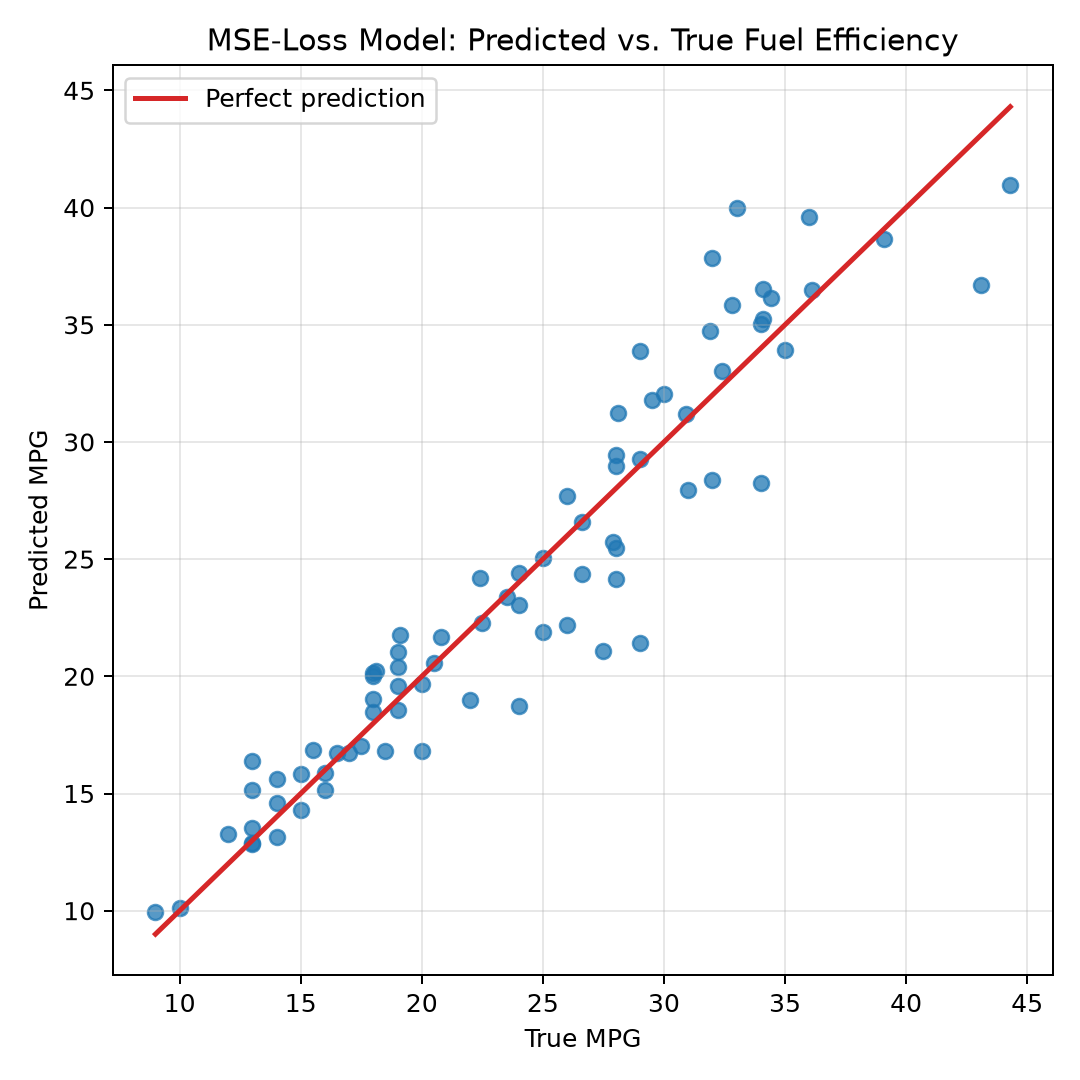 MSE-Loss Model: Predicted vs. True Fuel Efficiency
Perfect prediction
45
40
35
30
25
20
15
10
Predicted MPG
10 15 20 25 30 35 40 45
True MPG